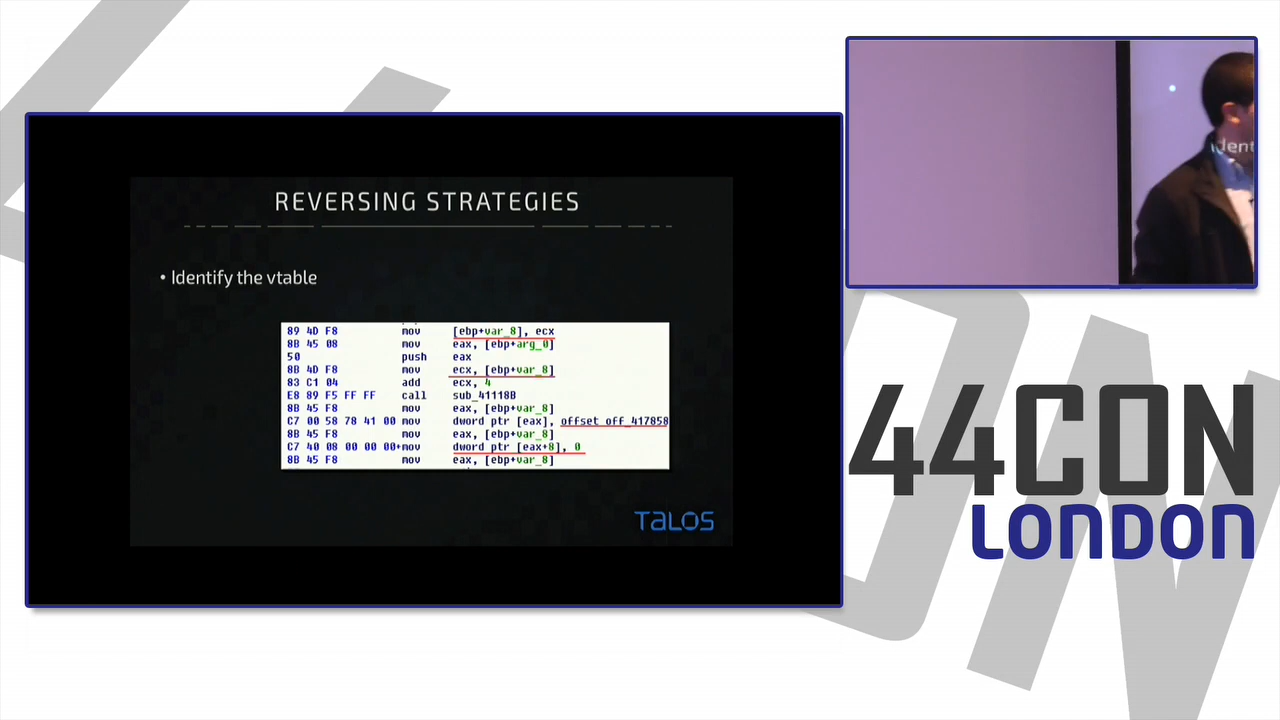 REVERSING STRATEGIES
• Identify the vtable
89 4D F8 mov [ebp+var_8], ecx
8B 45 08 mov eax, [ebp+arg_0]
50 push eax
8B 4D F8 mov ecx, [ebp+var_8]
83 C1 04 add ecx, 4
E8 89 F5 FF FF call sub_41118B
8B 45 F8 mov eax, [ebp+var_8]
C7 00 58 78 41 00 mov dword ptr [eax], offset off_417858
8B 45 F8 mov eax, [ebp+var_8]
C7 40 08 00 00 00+mov dword ptr [eax+8], 0
8B 45 F8 mov eax, [ebp+var_8]
TALOS
Ident
44CON
LONDON